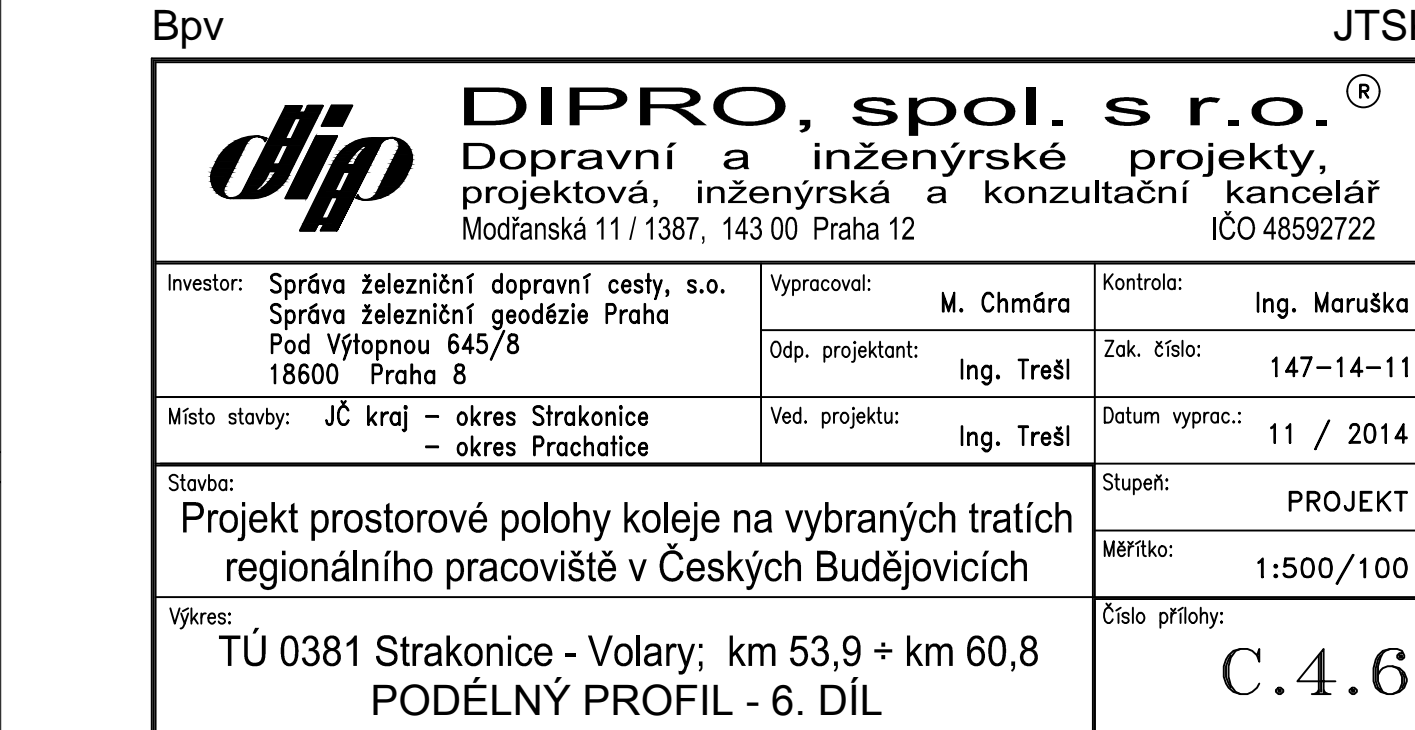 Bpv
dip
DIPRO, spol. s r.o. ®
Dopravní a inženýrské projekty,
projektová, inženýrská a konzultační kancelář
Modřanská 11 / 1387, 143 00 Praha 12 IČO 48592722
Investor: Správa železniční dopravní cesty, s.o.
Správa železniční geodézie Praha
Pod Výtopnou 645/8
18600 Praha 8
Vypracoval: M. Chmára
Kontrola: Ing. Maruška
Odp. projektant: Ing. Trešl
Zak. číslo: 147-14-11
Místo stavby: JČ kraj – okres Strakonice
– okres Prachatice
Ved. projektu: Ing. Trešl
Datum vyprac.: 11 / 2014
Stavba:
Projekt prostorové polohy koleje na vybraných tratích
regionálního pracoviště v Českých Budějovicích
Stupeň: PROJEKT
Měřítko: 1:500/100
Výkres:
TÚ 0381 Strakonice - Volary; km 53,9 ÷ km 60,8
PODÉLNÝ PROFIL - 6. DÍL
Číslo přílohy:
C.4.6